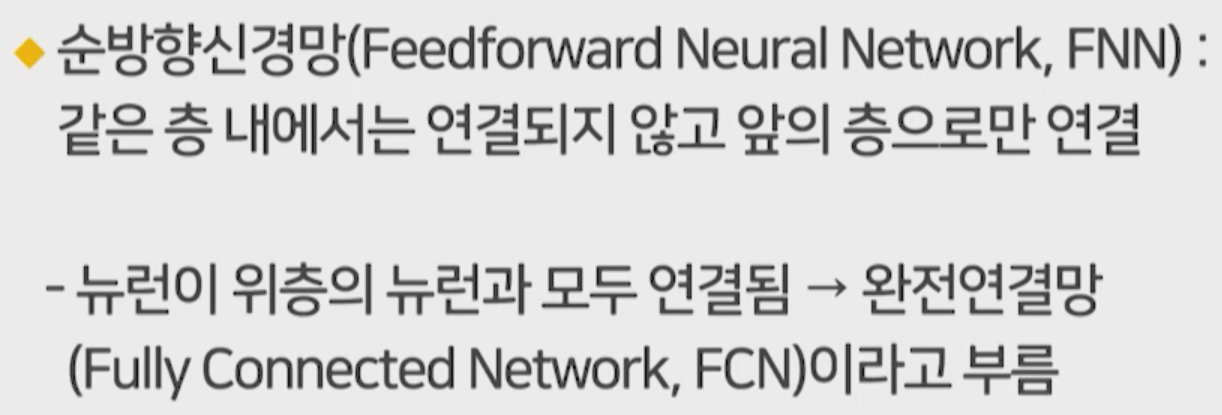 ◆ 순방향신경망(Feedforward Neural Network, FNN) :
같은 층 내에서는 연결되지 않고 앞의 층으로만 연결
- 뉴런이 위층의 뉴런과 모두 연결됨 → 완전연결망
(Fully Connected Network, FCN)이라고 부름